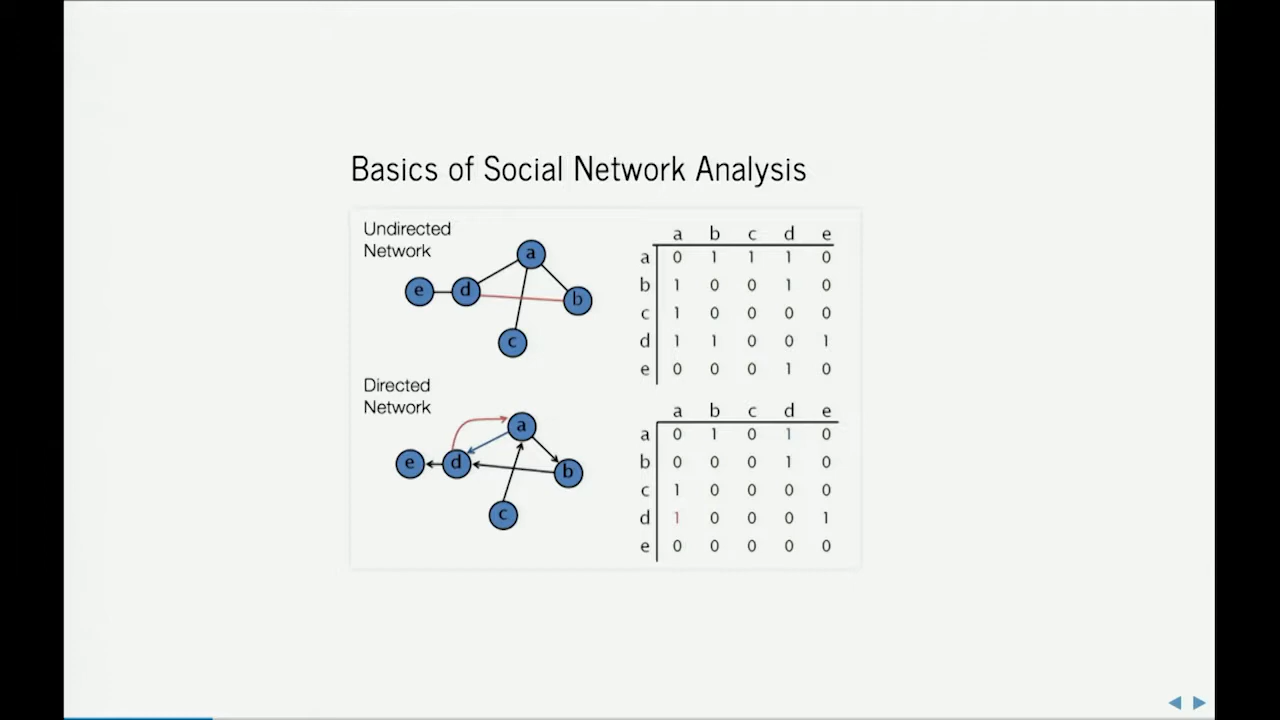 Basics of Social Network Analysis
Undirected
Network
a
e d b
c
a b c d e
a 0 1 1 1 0
b 1 0 0 1 0
c 1 0 0 0 0
d 1 1 0 0 1
e 0 0 0 1 0
Directed
Network
a
e d b
c
a b c d e
a 0 1 0 1 0
b 0 0 0 1 0
c 1 0 0 0 0
d 1 0 0 0 1
e 0 0 0 0 0